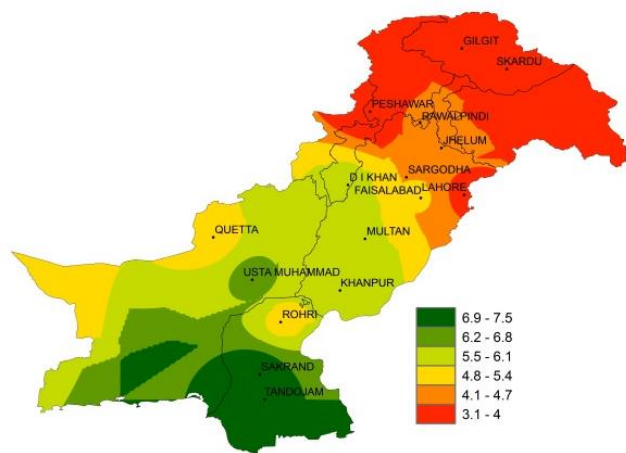 GILGIT
SKARDU
PESHAWAR
RAWALPINDI
JHELUM
SARGODHA
D I KHAN
FAISALABAD
LAHORE
QUETTA
MULTAN
USTA MUHAMMAD
KHANPUR
ROHRI
SAKRAND
TANDOJAM
6.9 - 7.5
6.2 - 6.8
5.5 - 6.1
4.8 - 5.4
4.1 - 4.7
3.1 - 4